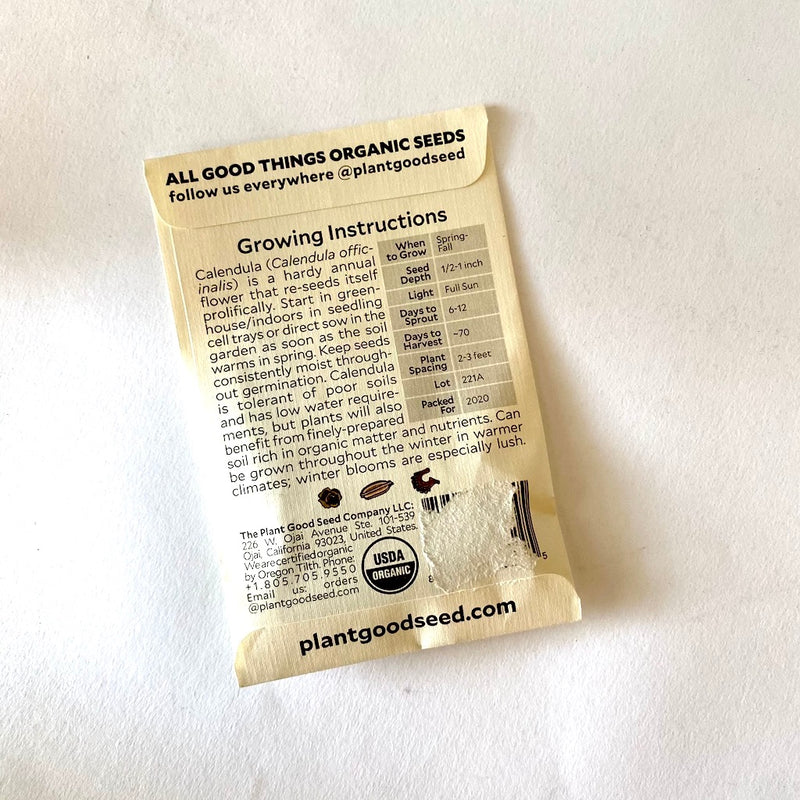 ALL GOOD THINGS ORGANIC SEEDS
follow us everywhere @plantgoodseed
Growing Instructions
Calendula (Calendula offic-
inalis) is a hardy annual
flower that re-seeds itself
prolifically. Start in green-
house/indoors in seedling
cell trays or direct sow in the
garden as soon as the soil
warms in spring. Keep seeds
consistently moist through-
out germination. Calendula
is tolerant of poor soils
and has low water require-
ments, but plants will also
benefit from finely-prepared
soil rich in organic matter and nutrients. Can
be grown throughout the winter in warmer
climates; winter blooms are especially lush.
When to Grow Spring-Fall
Seed Depth 1/2-1 inch
Light Full Sun
Days to Sprout 6-12
Days to Harvest ~70
Plant Spacing 2-3 feet
Lot 221A
Packed For 2020
The Plant Good Seed Company LLC:
226 W. Ojai Avenue Ste. 101-539
Ojai, California 93023, United States.
We are certified organic
by Oregon Tilth. Phone:
+1.805.705.9550
Email us: orders
@plantgoodseed.com
USDA
ORGANIC
8
5
plantgoodseed.com